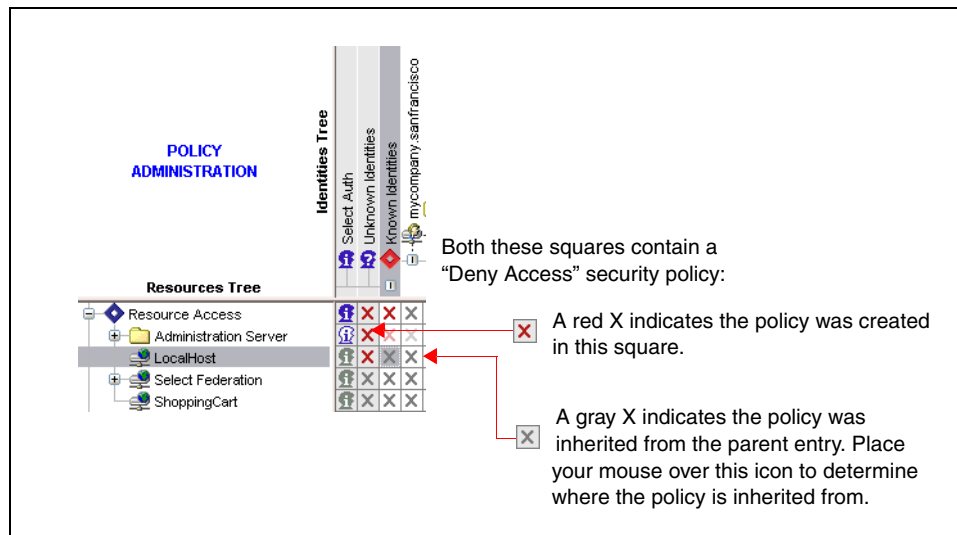 POLICY
ADMINISTRATION
Identities Tree
Select Auth
Unknown Identities
Known Identities
mycompany.sanfrancisco
Resources Tree
Resource Access
Administration Server
LocalHost
Select Federation
ShoppingCart
Both these squares contain a
“Deny Access” security policy:
A red X indicates the policy was created
in this square.
A gray X indicates the policy was
inherited from the parent entry. Place
your mouse over this icon to determine
where the policy is inherited from.